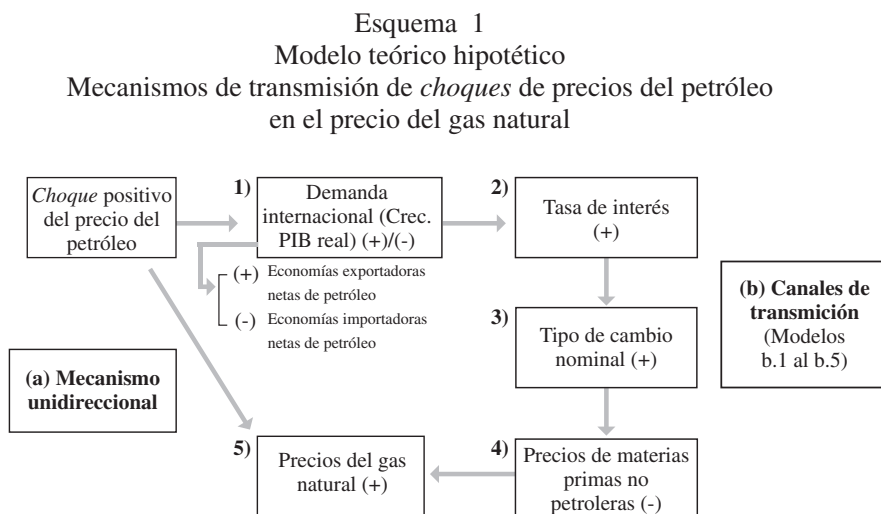 Esquema 1
Modelo teórico hipotético
Mecanismos de transmisión de choques de precios del petróleo
en el precio del gas natural
Choque positivo
del precio del
petróleo
1)
Demanda
internacional (Crec.
PIB real) (+)/(-)
2)
Tasa de interés
(+)
(+) Economías exportadoras
netas de petróleo
(-) Economías importadoras
netas de petróleo
3)
Tipo de cambio
nominal (+)
(b) Canales de
transmición
(Modelos
b.1 al b.5)
(a) Mecanismo
unidireccional
5)
Precios del gas
natural (+)
4)
Precios de materias
primas no
petroleras (-)